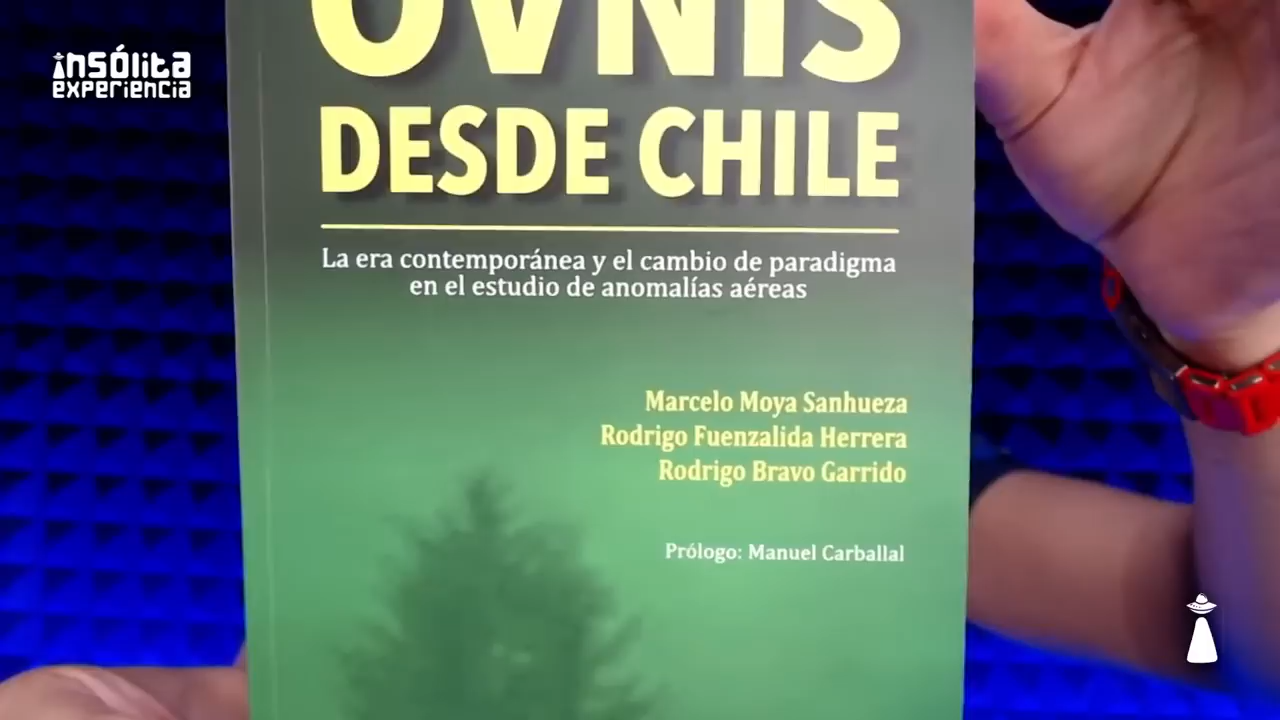 insólita
experiencia
OVNIS
DESDE CHILE
La era contemporánea y el cambio de paradigma
en el estudio de anomalías aéreas
Marcelo Moya Sanhueza
Rodrigo Fuenzalida Herrera
Rodrigo Bravo Garrido
Prólogo: Manuel Carballal